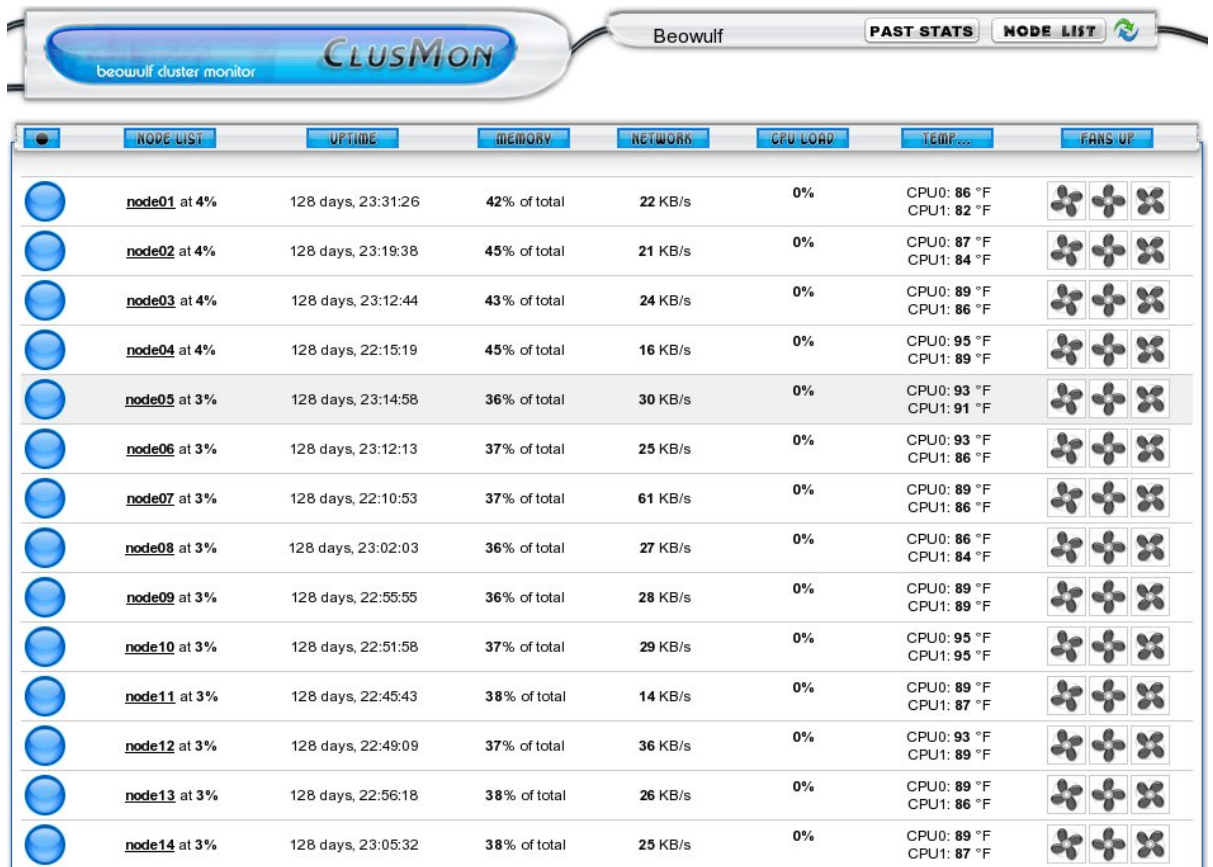 CLUSMON
beowulf cluster monitor
Beowulf
PAST STATS
NODE LIST
NODE LIST UPTIME MEMORY NETWORK CPU LOAD TEMP... FANS UP
node01 at 4% 128 days, 23:31:26 42% of total 22 KB/s 0% CPU0: 86 °F
CPU1: 82 °F
node02 at 4% 128 days, 23:19:38 45% of total 21 KB/s 0% CPU0: 87 °F
CPU1: 84 °F
node03 at 4% 128 days, 23:12:44 43% of total 24 KB/s 0% CPU0: 89 °F
CPU1: 86 °F
node04 at 4% 128 days, 22:15:19 45% of total 16 KB/s 0% CPU0: 95 °F
CPU1: 89 °F
node05 at 3% 128 days, 23:14:58 36% of total 30 KB/s 0% CPU0: 93 °F
CPU1: 91 °F
node06 at 3% 128 days, 23:12:13 37% of total 25 KB/s 0% CPU0: 93 °F
CPU1: 86 °F
node07 at 3% 128 days, 22:10:53 37% of total 61 KB/s 0% CPU0: 89 °F
CPU1: 86 °F
node08 at 3% 128 days, 23:02:03 36% of total 27 KB/s 0% CPU0: 86 °F
CPU1: 84 °F
node09 at 3% 128 days, 22:55:55 36% of total 28 KB/s 0% CPU0: 89 °F
CPU1: 89 °F
node10 at 3% 128 days, 22:51:58 37% of total 29 KB/s 0% CPU0: 95 °F
CPU1: 95 °F
node11 at 3% 128 days, 22:45:43 38% of total 14 KB/s 0% CPU0: 89 °F
CPU1: 87 °F
node12 at 3% 128 days, 22:49:09 37% of total 36 KB/s 0% CPU0: 93 °F
CPU1: 89 °F
node13 at 3% 128 days, 22:56:18 38% of total 26 KB/s 0% CPU0: 89 °F
CPU1: 86 °F
node14 at 3% 128 days, 23:05:32 38% of total 25 KB/s 0% CPU0: 89 °F
CPU1: 87 °F